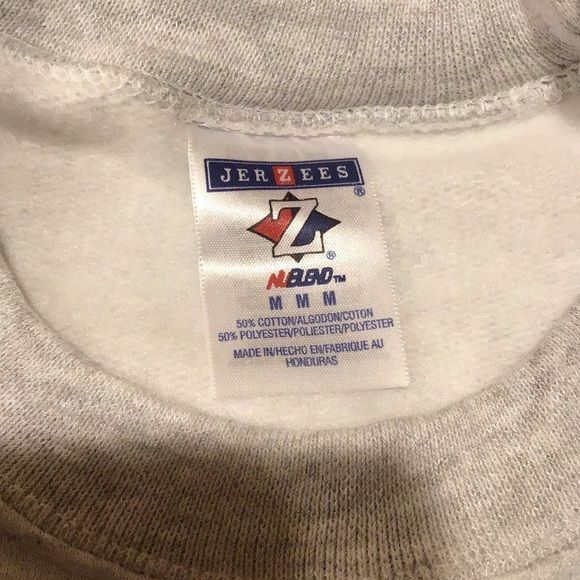 JERZEES
®
Z
®
NUBLEND™
M M M
50% COTTON/ALGODON/COTON
50% POLYESTER/POLIESTER/POLYESTER
MADE IN/HECHO EN/FABRIQUE AU
HONDURAS